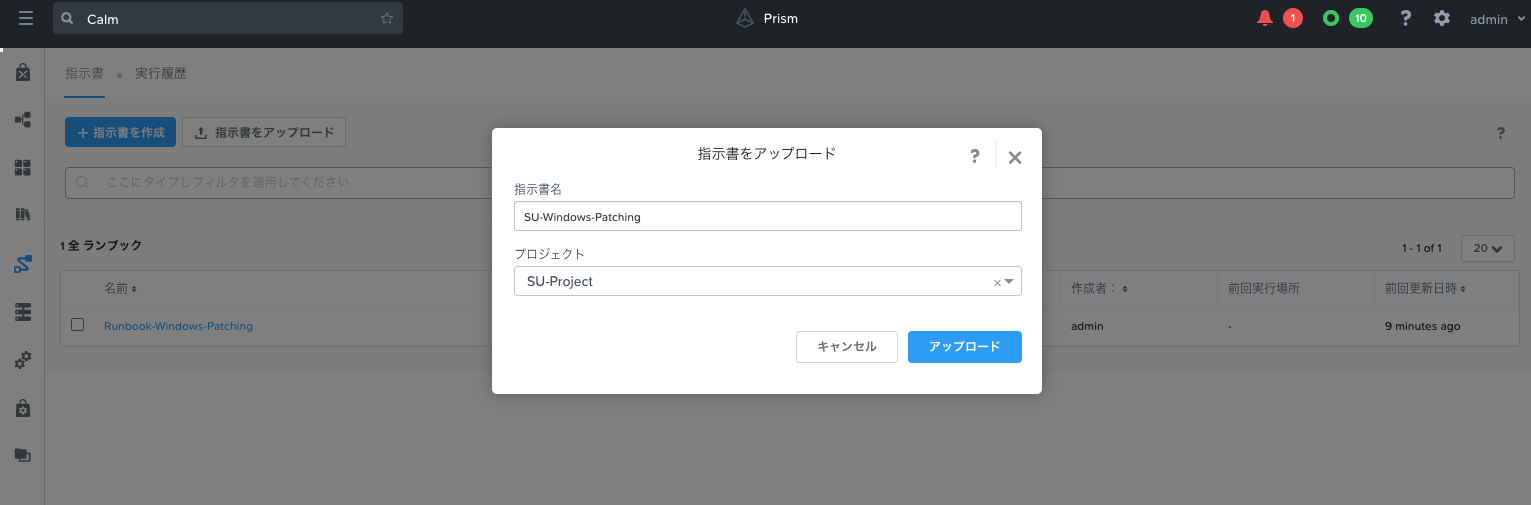 Calm
Prism
1
10
?
admin
指示書
実行履歴
+ 指示書を作成
指示書をアップロード
?
ここにタイプしフィルタを適用してください
1 全 ランブック
1 - 1 of 1
20
名前
作成者：
前回実行場所
前回更新日時
Runbook-Windows-Patching
admin
-
9 minutes ago
指示書をアップロード
?
指示書名
SU-Windows-Patching
プロジェクト
SU-Project
×
キャンセル
アップロード